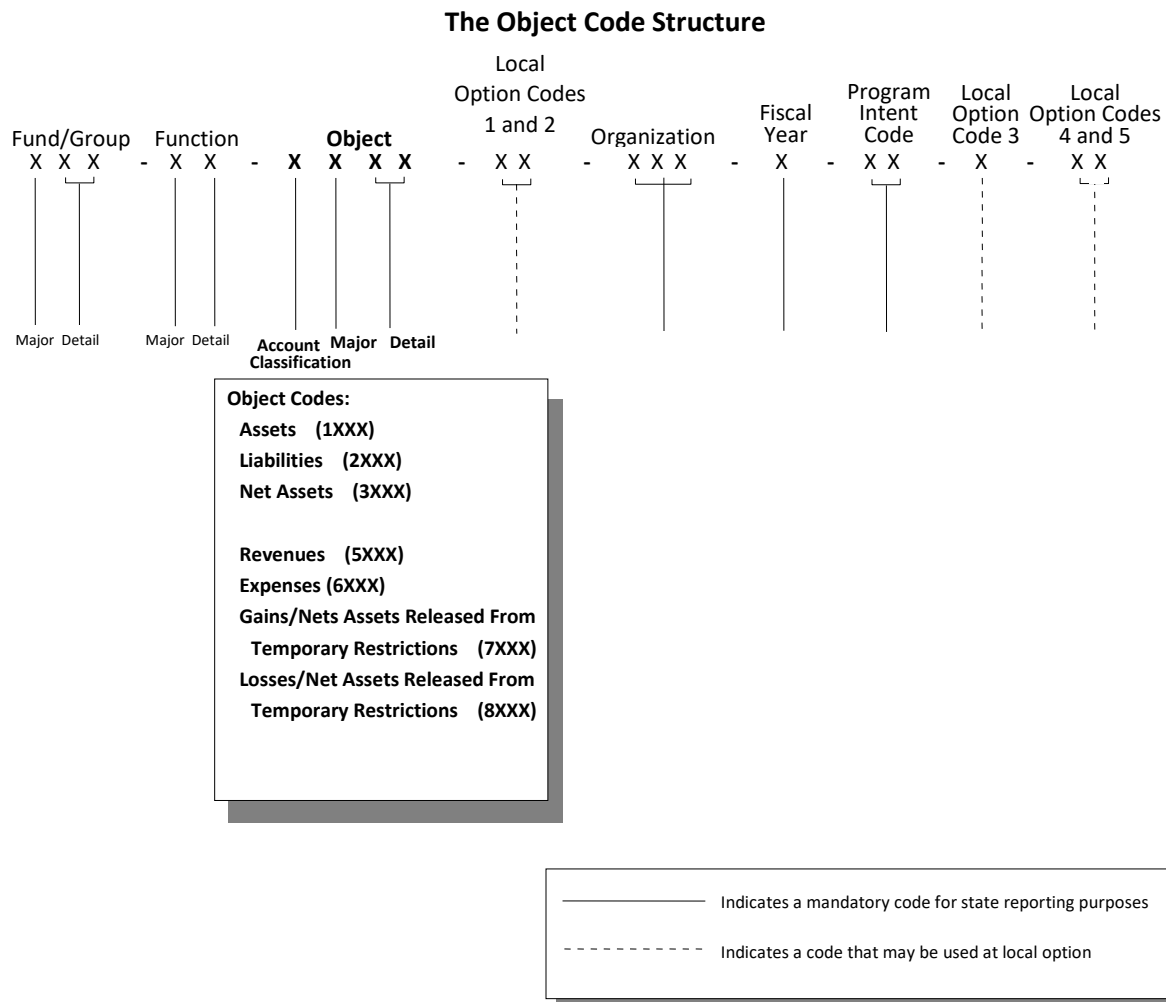 The Object Code Structure
Local
Option Codes
1 and 2
Fund/Group
Function
Object
Organization
Fiscal
Year
Program
Intent
Code
Local
Option
Code 3
Local
Option Codes
4 and 5
X X X - X X - X X X X - X X - X X X - X - X X - X - X X
Major Detail Major Detail Account Major Detail
Classification
Object Codes:
Assets (1XXX)
Liabilities (2XXX)
Net Assets (3XXX)
Revenues (5XXX)
Expenses (6XXX)
Gains/Nets Assets Released From
Temporary Restrictions (7XXX)
Losses/Net Assets Released From
Temporary Restrictions (8XXX)
Indicates a mandatory code for state reporting purposes
Indicates a code that may be used at local option